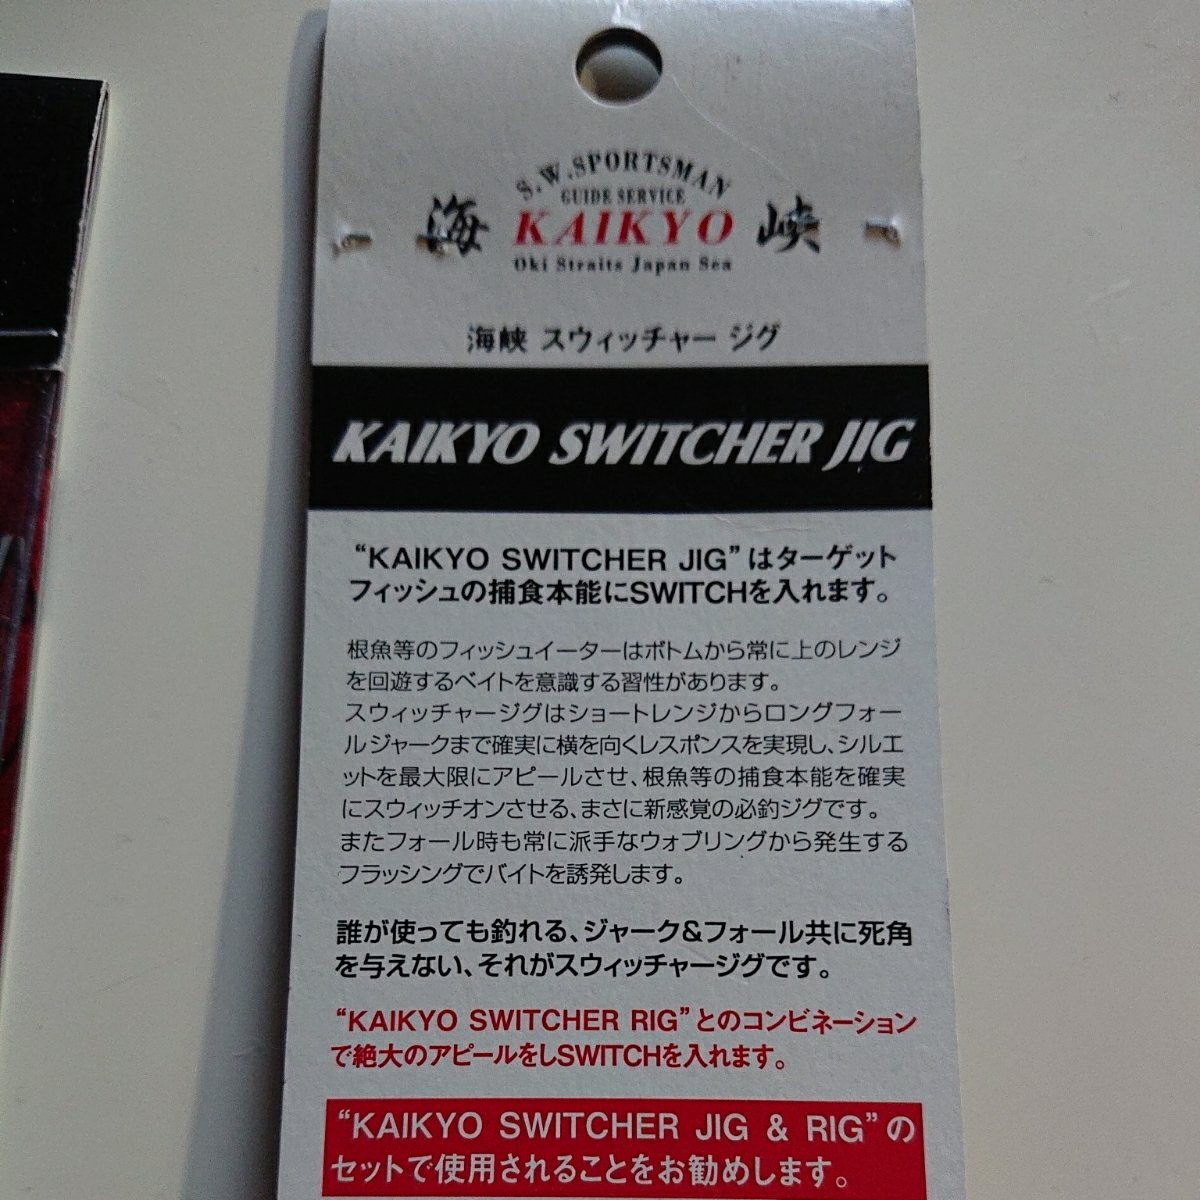 S.W.SPORTSMAN
GUIDE SERVICE
海 KAIKYO 峡
Oki Straits Japan Sea
海峡 スウィッチャー ジグ
KAIKYO SWITCHER JIG
“KAIKYO SWITCHER JIG”はターゲット
フィッシュの捕食本能にSWITCHを入れます。
根魚等のフィッシュイーターはボトムから常に上のレンジ
を回遊するベイトを意識する習性があります。
スウィッチャージグはショートレンジからロングフォー
ルジャークまで確実に横を向くレスポンスを実現し、シルエ
ットを最大限にアピールさせ、根魚等の捕食本能を確実
にスウィッチオンさせる、まさに新感覚の必釣ジグです。
またフォール時も常に派手なウォブリングから発生する
フラッシングでバイトを誘発します。
誰が使っても釣れる、ジャーク&フォール共に死角
を与えない、それがスウィッチャージグです。
“KAIKYO SWITCHER RIG”とのコンビネーション
で絶大のアピールをしSWITCHを入れます。
“KAIKYO SWITCHER JIG & RIG”の
セットで使用されることをお勧めします。